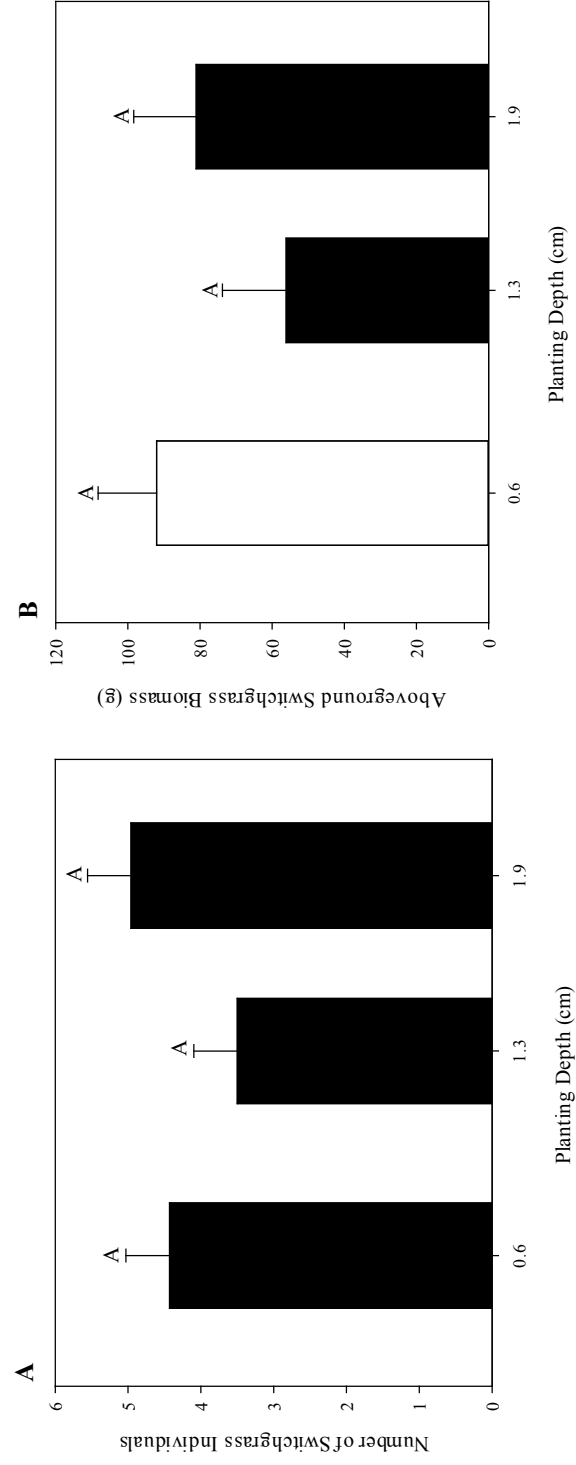 A
Number of Switchgrass Individuals
6
5
4
3
2
1
0
A
A
A
0.6
1.3
1.9
Planting Depth (cm)
B
Aboveground Switchgrass Biomass (g)
120
100
80
60
40
20
0
A
A
A
0.6
1.3
1.9
Planting Depth (cm)